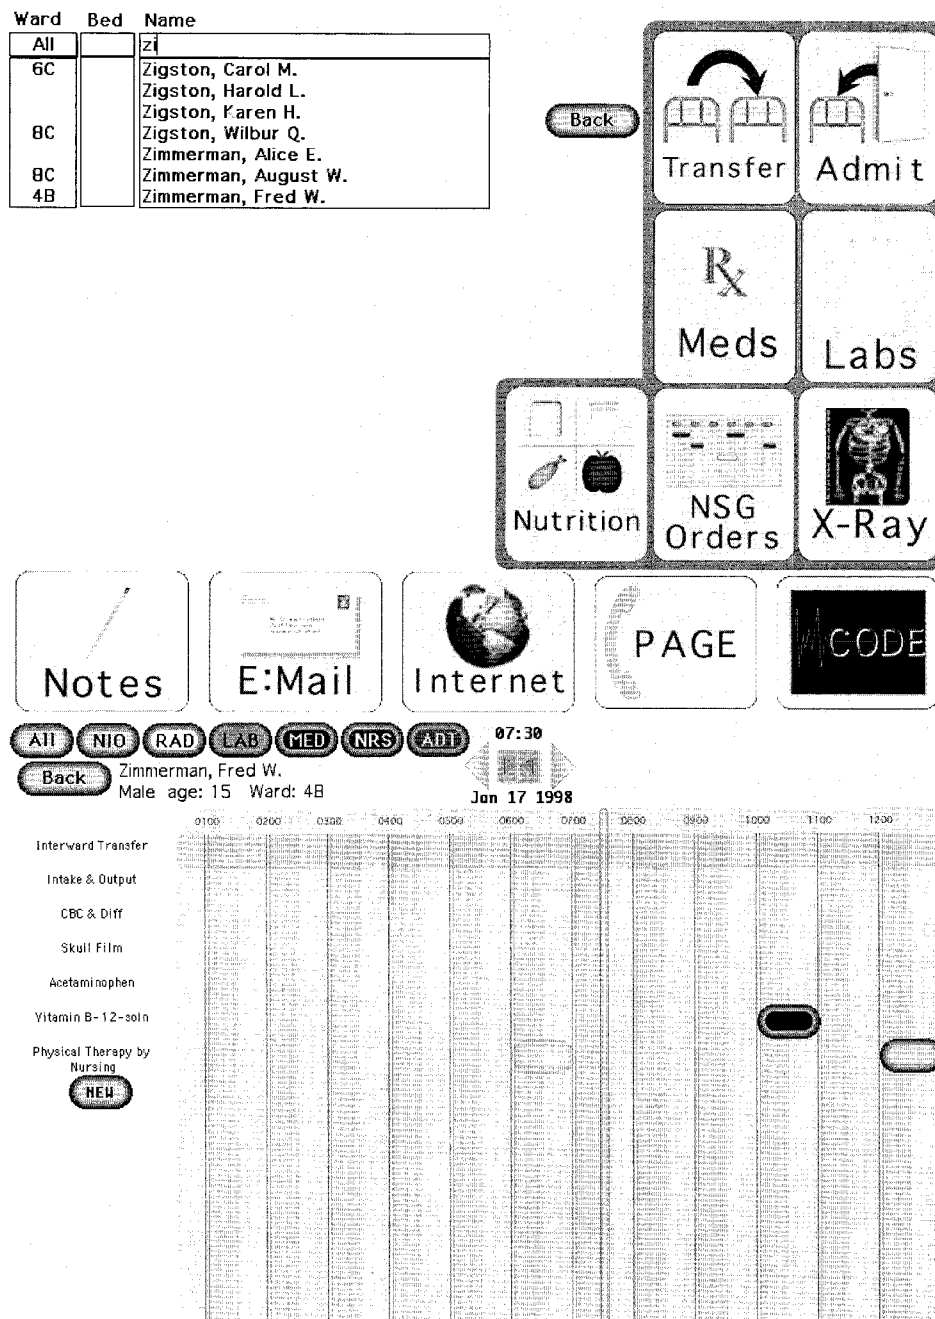 Ward Bed Name
All zi
6C Zigston, Carol M.
Zigston, Harold L.
Zigston, Karen H.
8C Zigston, Wilbur Q.
Zimmerman, Alice E.
8C Zimmerman, August W.
4B Zimmerman, Fred W.
Back
Transfer Admit
Rx
Meds Labs
Nutrition NSG Orders X-Ray
Notes E:Mail Internet PAGE CODE
All NIO RAD LAB MED NRS ADT 07:30
Back Zimmerman, Fred W.
Male age: 15 Ward: 4B
Jan 17 1998
0100 0200 0300 0400 0500 0600 0700 0800 0900 1000 1100 1200
Interward Transfer
Intake & Output
CBC & Diff
Skull Film
Acetaminophen
Vitamin B-12-soln
Physical Therapy by
Nursing
NEW